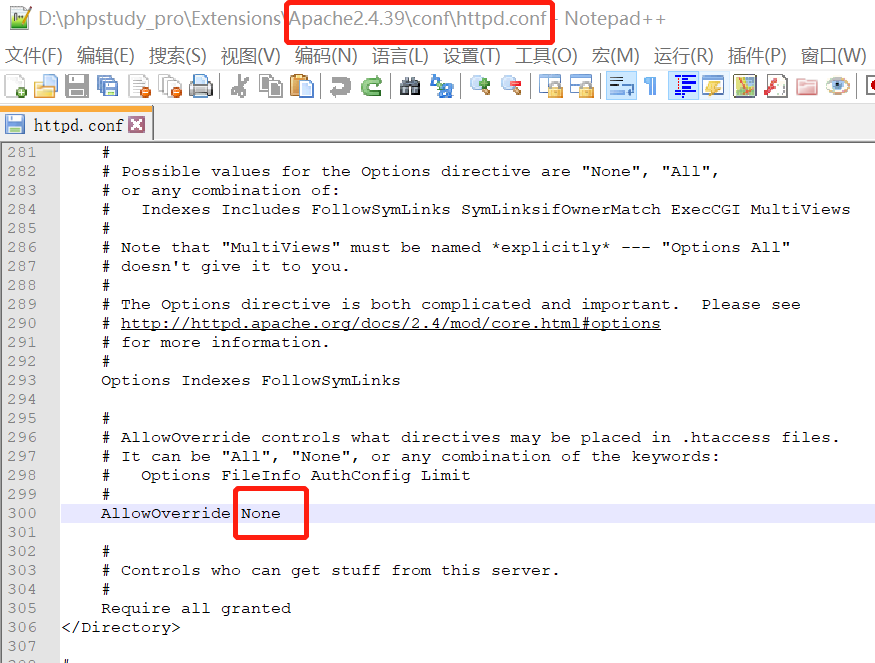 D:\phpstudy_pro\Extensions\Apache2.4.39\conf\httpd.conf - Notepad++
文件(F) 编辑(E) 搜索(S) 视图(V) 编码(N) 语言(L) 设置(T) 工具(O) 宏(M) 运行(R) 插件(P) 窗口(W)
httpd.conf
281 #
282 # Possible values for the Options directive are "None", "All",
283 # or any combination of:
284 #   Indexes Includes FollowSymLinks SymLinksifOwnerMatch ExecCGI MultiViews
285 #
286 # Note that "MultiViews" must be named *explicitly* --- "Options All"
287 # doesn't give it to you.
288 #
289 # The Options directive is both complicated and important.  Please see
290 # http://httpd.apache.org/docs/2.4/mod/core.html#options
291 # for more information.
292 #
293 Options Indexes FollowSymLinks
294
295 #
296 # AllowOverride controls what directives may be placed in .htaccess files.
297 # It can be "All", "None", or any combination of the keywords:
298 #   Options FileInfo AuthConfig Limit
299 #
300 AllowOverride None
301
302 #
303 # Controls who can get stuff from this server.
304 #
305 Require all granted
306 </Directory>
307